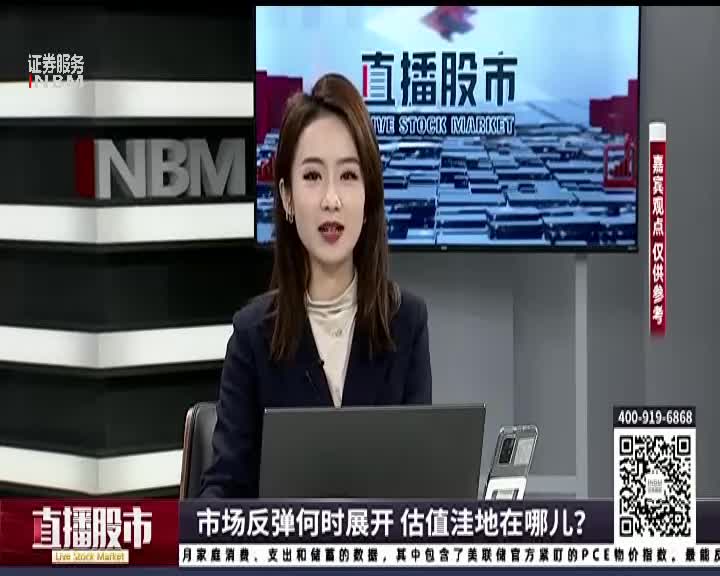 证券服务
NBM
直播股市
LIVE STOCK MARKET
NBM
嘉宾观点 仅供参考
400-919-6868
直播股市
Live Stock Market
市场反弹何时展开 估值洼地在哪儿?
月家庭消费、支出和储蓄的数据，其中包含了美联储官方紧盯的PCE物价指数。最能反